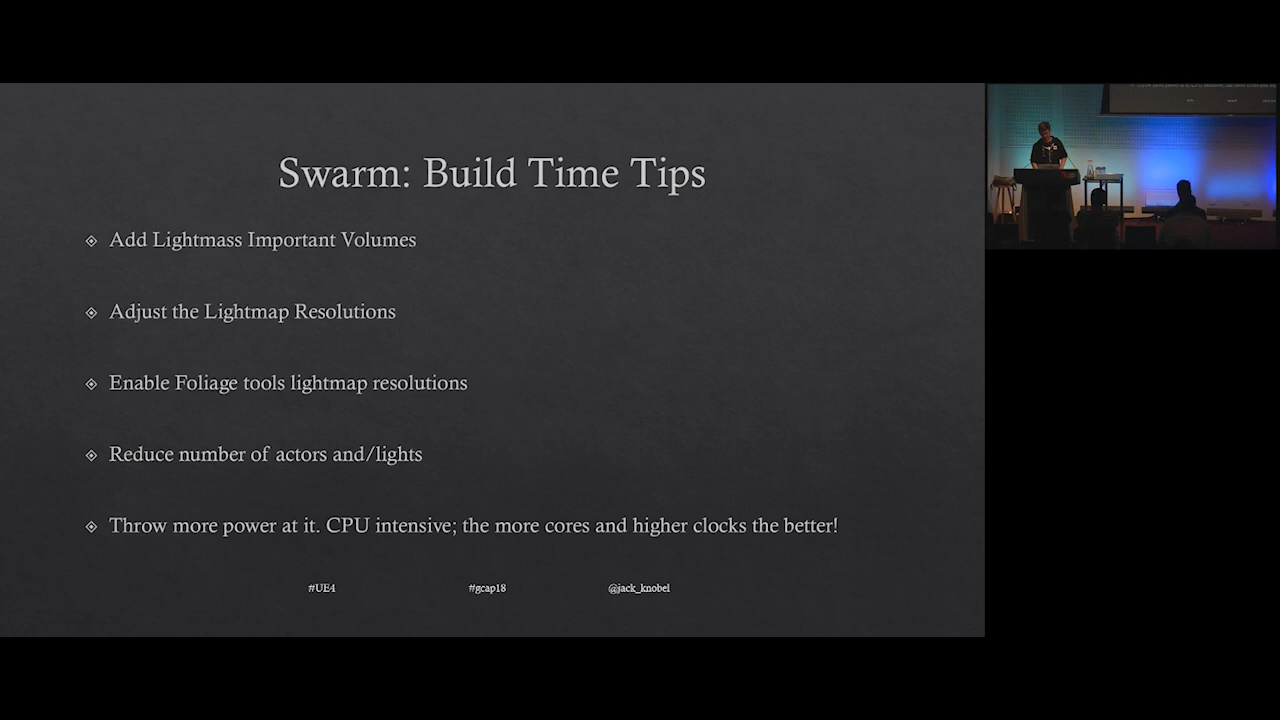 Swarm: Build Time Tips
Add Lightmass Important Volumes
Adjust the Lightmap Resolutions
Enable Foliage tools lightmap resolutions
Reduce number of actors and/lights
Throw more power at it. CPU intensive; the more cores and higher clocks the better!
#UE4 #gcap18 @jack_knobel